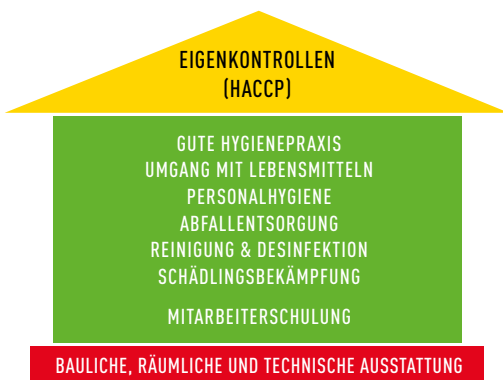 EIGENKONTROLLEN
(HACCP)
GUTE HYGIENEPRAXIS
UMGANG MIT LEBENSMITTELN
PERSONALHYGIENE
ABFALLENTSORGUNG
REINIGUNG & DESINFEKTION
SCHÄDLINGSBEKÄMPFUNG
MITARBEITERSCHULUNG
BAULICHE, RÄUMLICHE UND TECHNISCHE AUSSTATTUNG